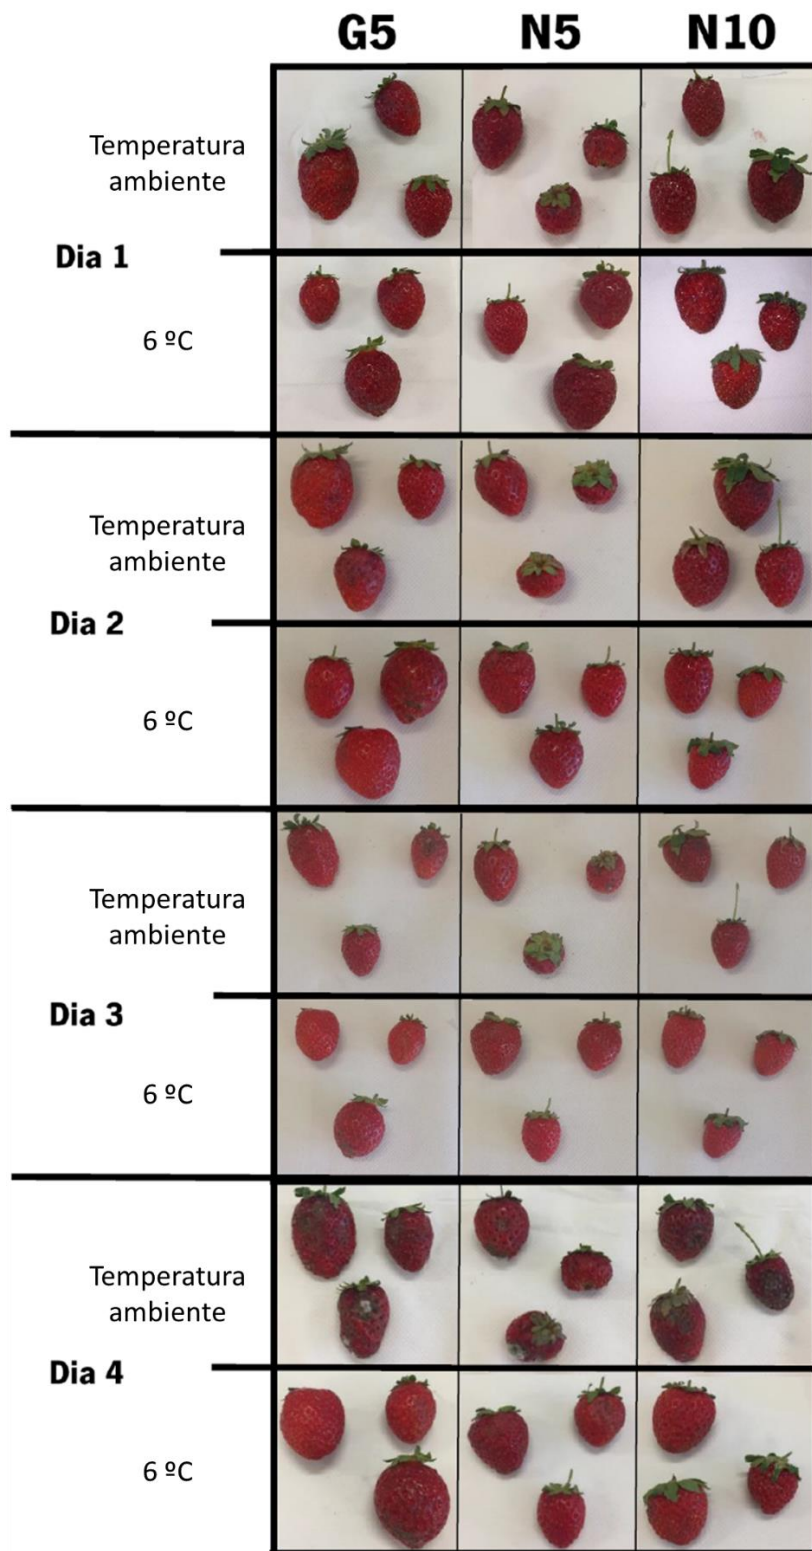 G5 N5 N10
Temperatura
ambiente
Dia 1
6 ºC
Temperatura
ambiente
Dia 2
6 ºC
Temperatura
ambiente
Dia 3
6 ºC
Temperatura
ambiente
Dia 4
6 ºC